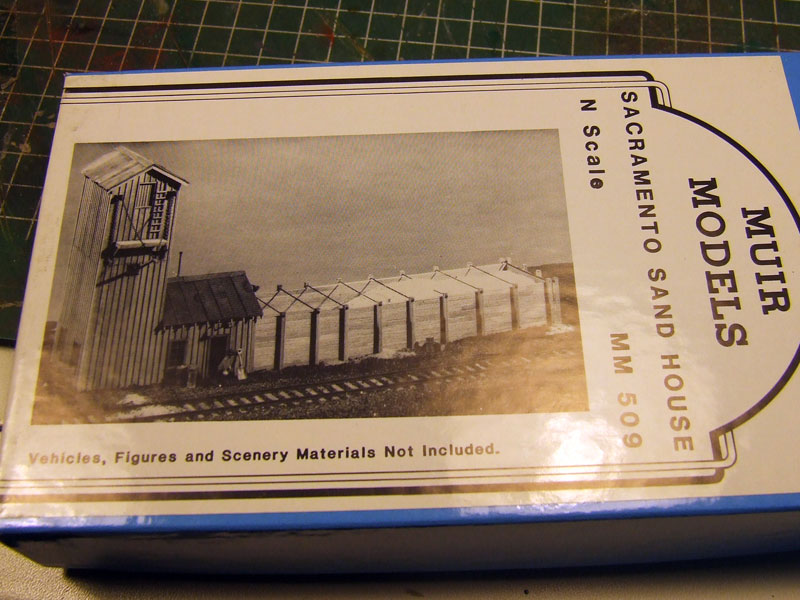 MUIR
MODELS
SACRAMENTO SAND HOUSE
N Scale
MM 509
Vehicles, Figures and Scenery Materials Not Included.